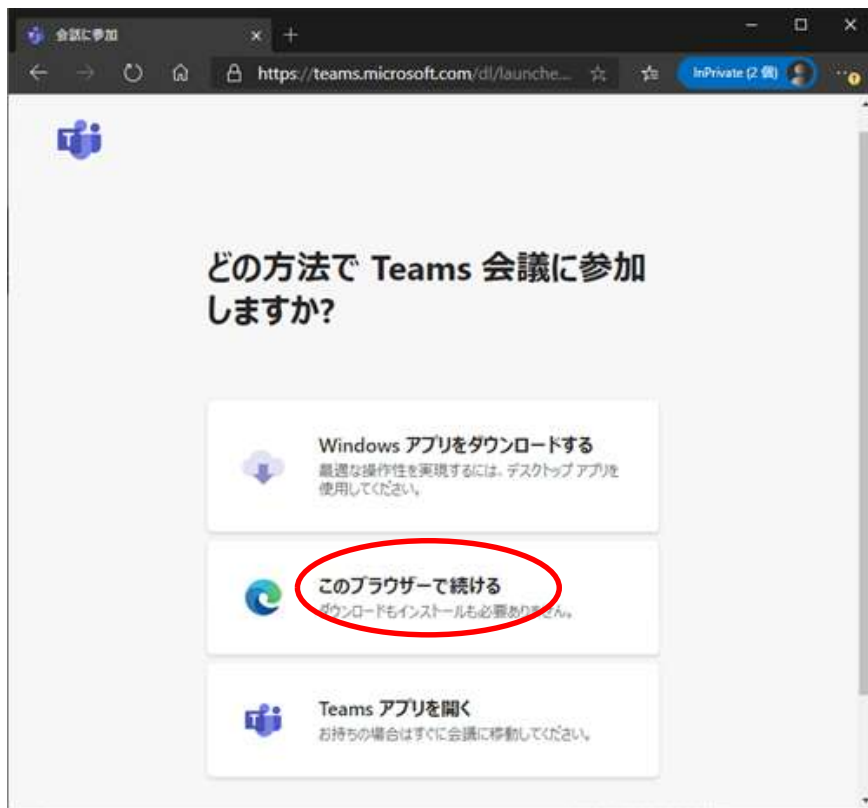 会議に参加
https://teams.microsoft.com/dl/launche...
InPrivate (2 個)
どの方法で Teams 会議に参加
しますか?
Windows アプリをダウンロードする
最適な操作性を実現するには、デスクトップ アプリを
使用してください。
このブラウザーで続ける
ダウンロードもインストールも必要ありません。
Teams アプリを開く
お持ちの場合はすぐに会議に移動してください。